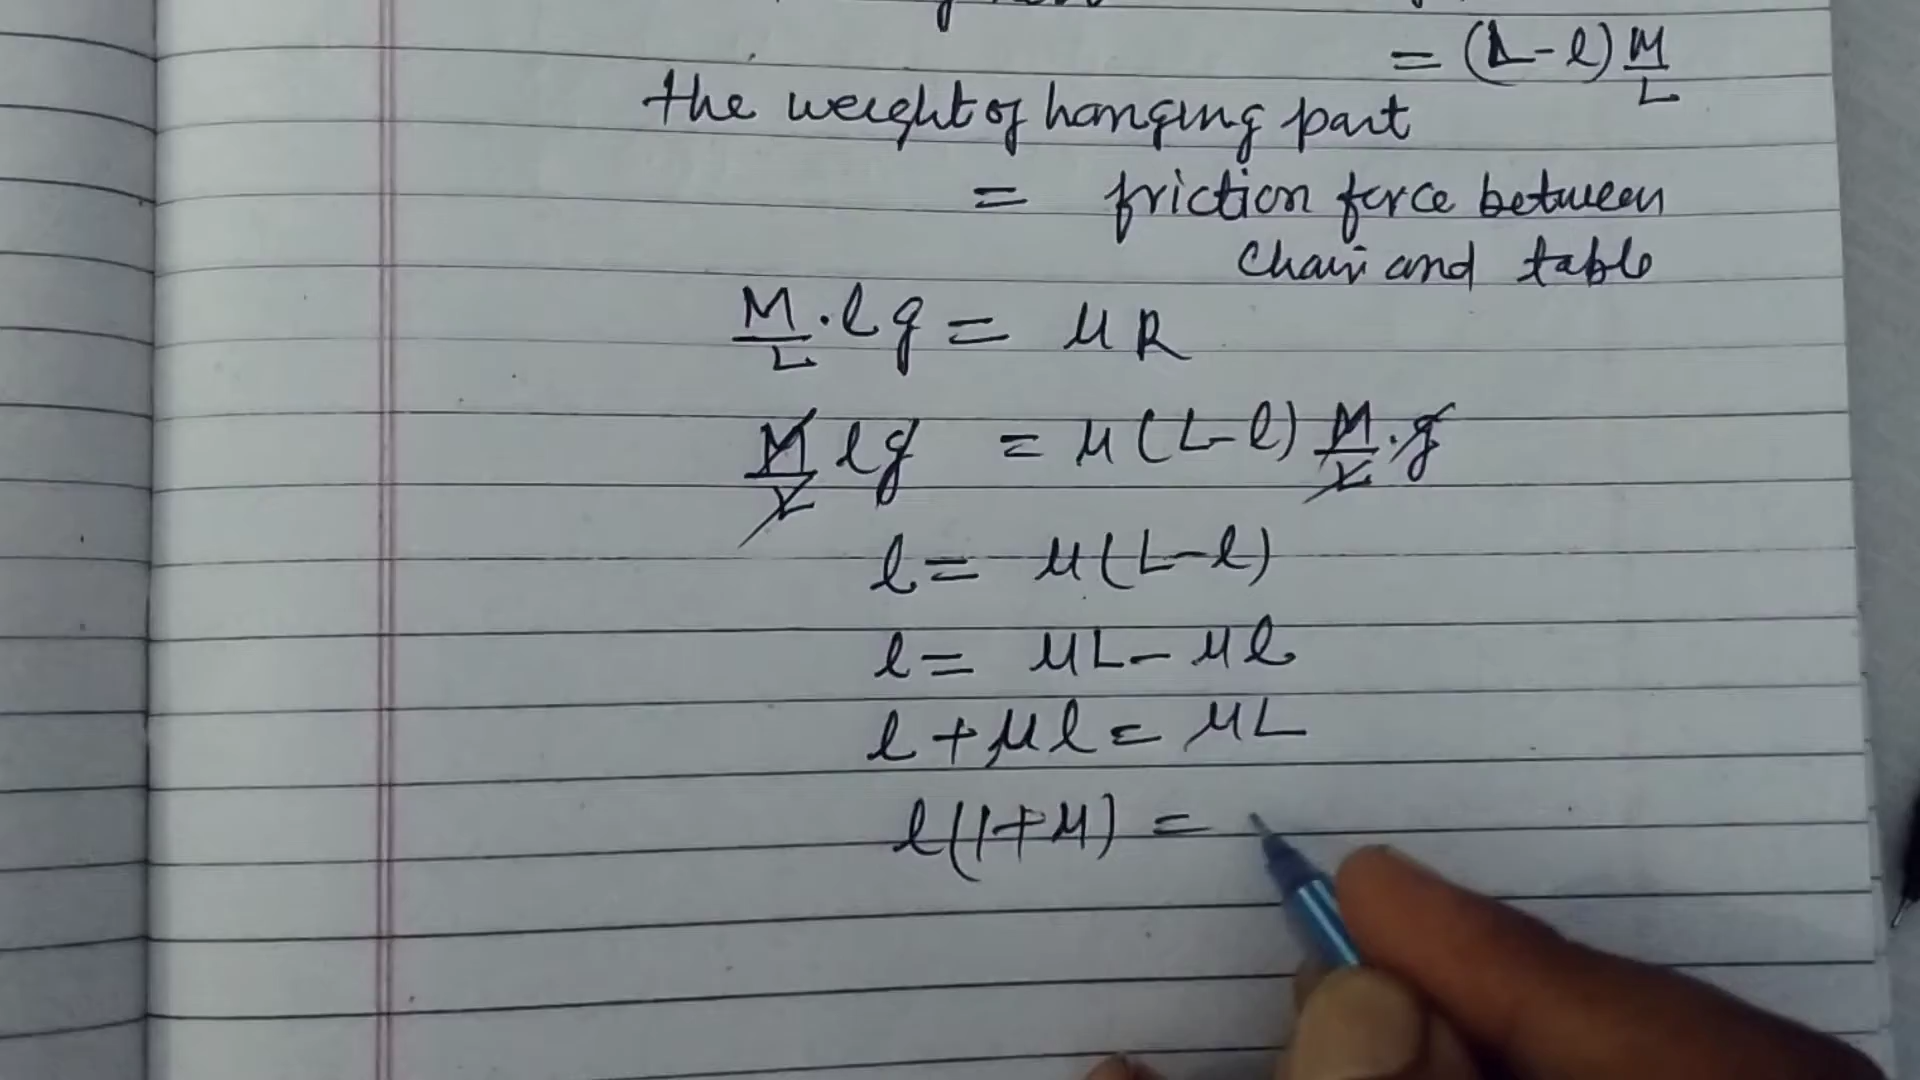 = (L-l) M/L
the weight of hanging part
= friction force between
chain and table
M/L . l g = μ R
M/L l g = μ (L-l) M/L . g
l = μ (L-l)
l = μL - μl
l + μl = μL
l (1+μ) =